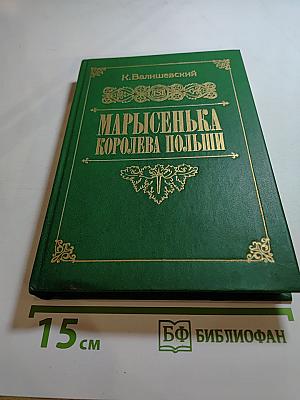 К. Валишевский
МАРЫСЕНЬКА
КОРОЛЕВА ПОЛЬШИ
15 см
БФ БИБЛИОФАН